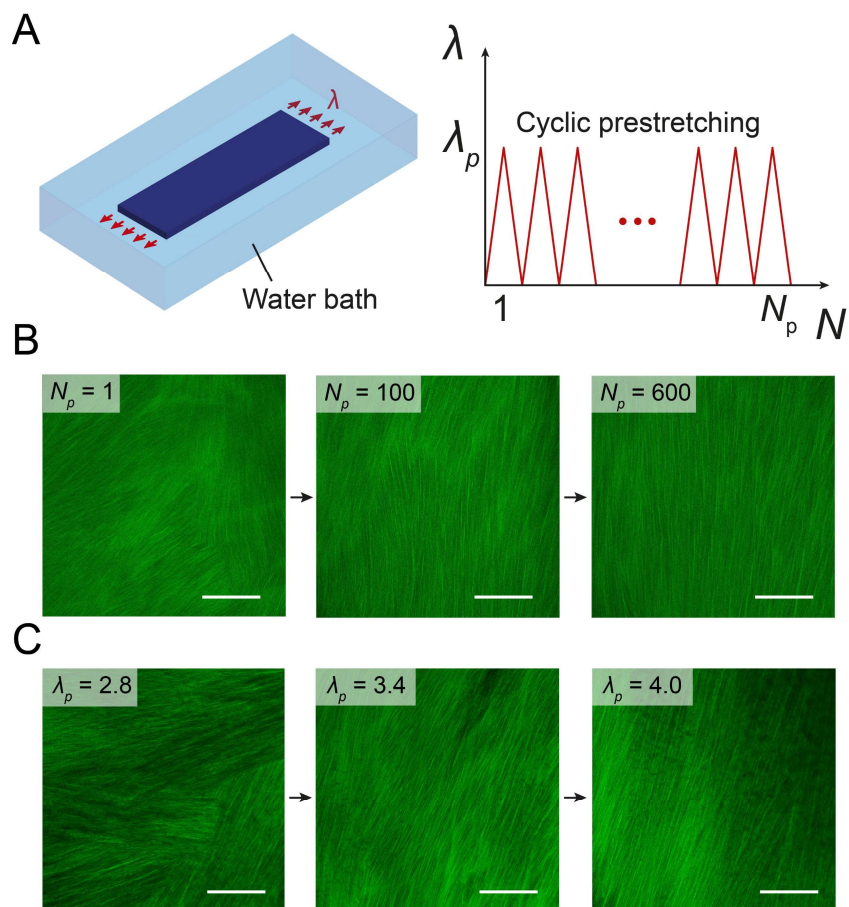 A
λ
Water bath
λ
λp
Cyclic prestretching
1
Np
N
B
Np = 1
Np = 100
Np = 600
C
λp = 2.8
λp = 3.4
λp = 4.0